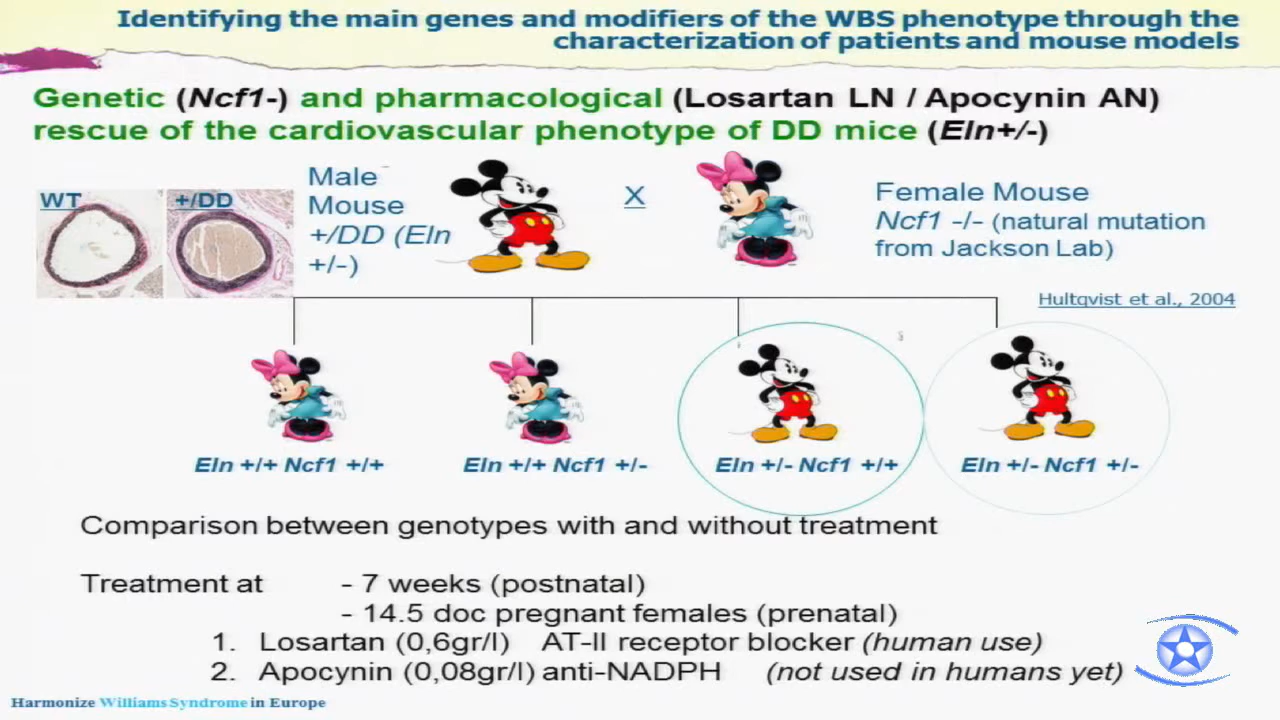 Identifying the main genes and modifiers of the WBS phenotype through the
characterization of patients and mouse models
Genetic (Ncf1-) and pharmacological (Losartan LN / Apocynin AN)
rescue of the cardiovascular phenotype of DD mice (Eln+/-)
WT
+/DD
Male
Mouse
+/DD (Eln
+/-)
X
Female Mouse
Ncf1 -/- (natural mutation
from Jackson Lab)
Hultqvist et al., 2004
Eln +/+ Ncf1 +/+
Eln +/+ Ncf1 +/-
Eln +/- Ncf1 +/+
Eln +/- Ncf1 +/-
Comparison between genotypes with and without treatment
Treatment at - 7 weeks (postnatal)
- 14.5 doc pregnant females (prenatal)
1. Losartan (0,6gr/l) AT-II receptor blocker (human use)
2. Apocynin (0,08gr/l) anti-NADPH (not used in humans yet)
Harmonize Williams Syndrome in Europe